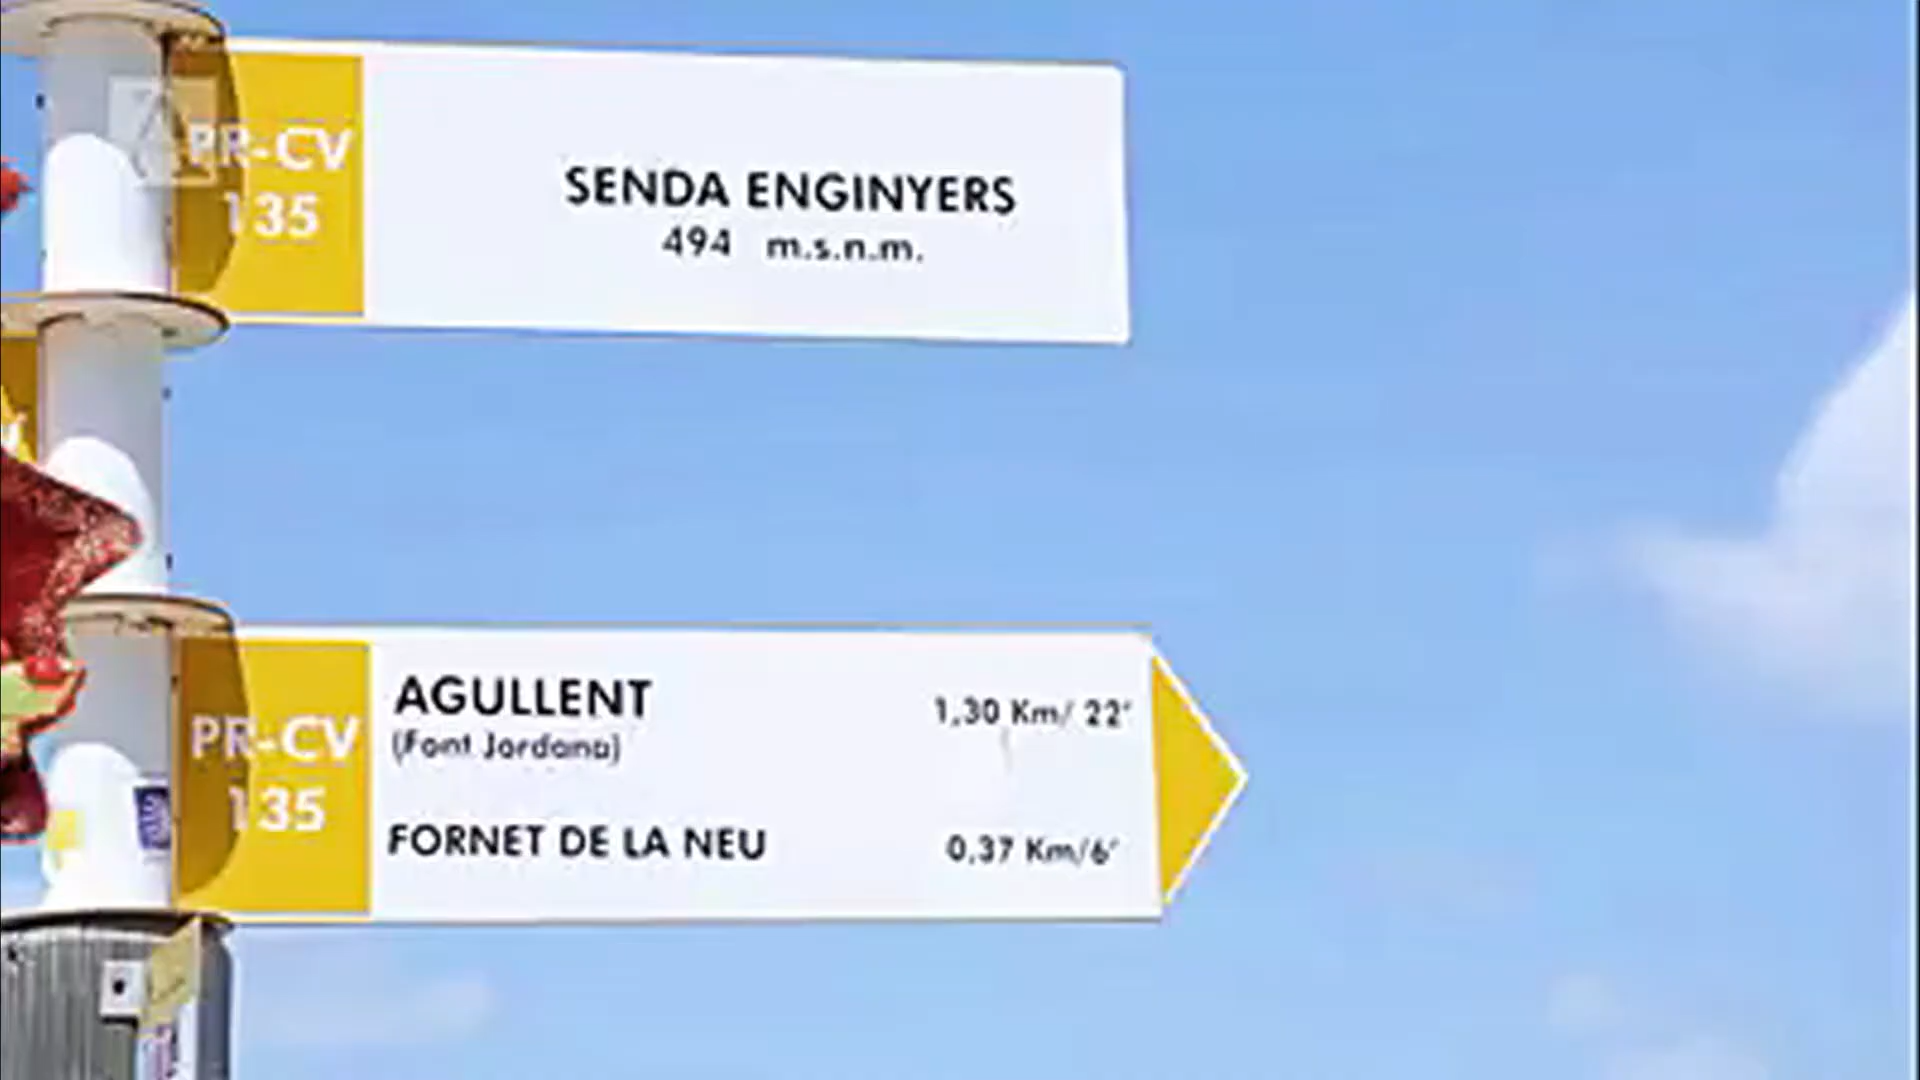 PR-CV
135
SENDA ENGINYERS
494 m.s.n.m.
PR-CV
135
AGULLENT
1,30 Km/ 22'
(Font Jordana)
FORNET DE LA NEU
0,37 Km/6'